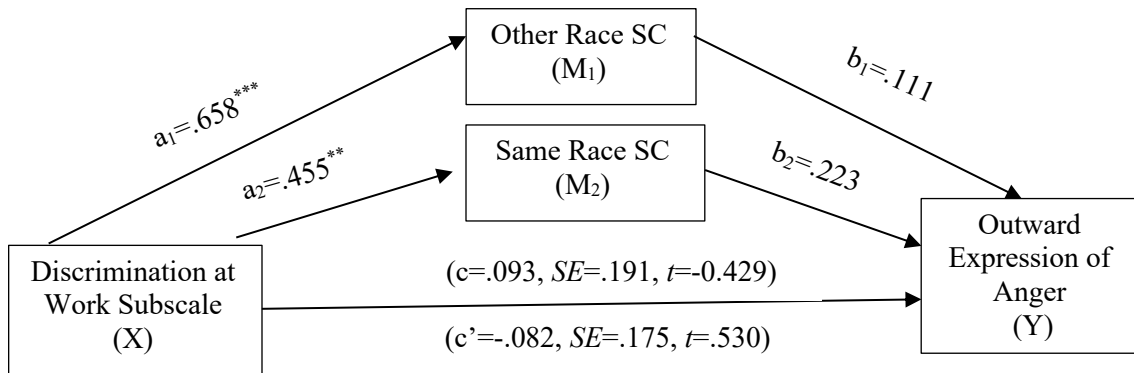 Other Race SC
(M₁)
a₁=.658***
b₁=.111
Same Race SC
(M₂)
a₂=.455**
b₂=.223
Discrimination at
Work Subscale
(X)
(c=.093, SE=.191, t=-0.429)
(c’=-.082, SE=.175, t=.530)
Outward
Expression of
Anger
(Y)